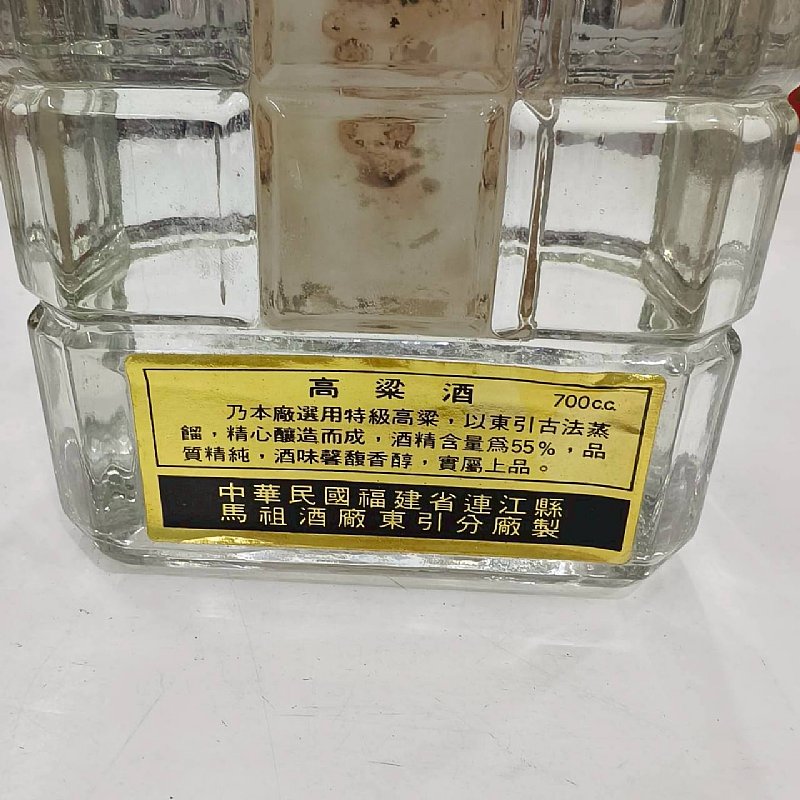 高粱酒 700c.c.
乃本廠選用特級高粱，以東引古法蒸
餾，精心釀造而成，酒精含量為55%，品
質精純，酒味馨馥香醇，實屬上品。
中華民國福建省連江縣
馬祖酒廠東引分廠製